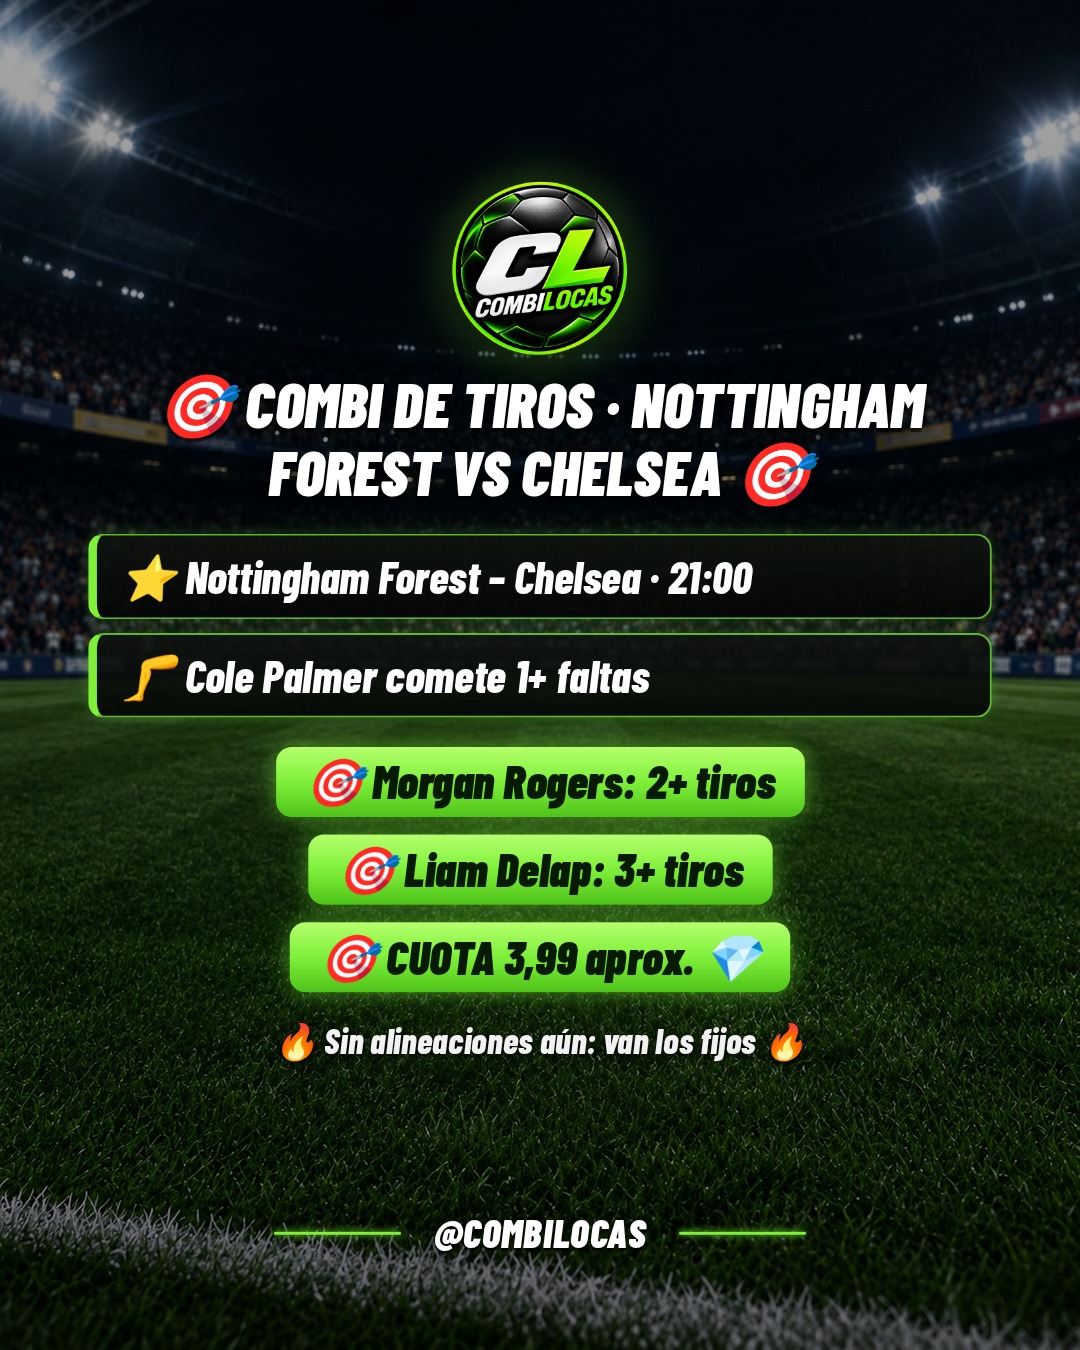 CL
COMBILOCAS
🎯 COMBI DE TIROS · NOTTINGHAM
FOREST VS CHELSEA 🎯
⭐ Nottingham Forest – Chelsea · 21:00
🦵 Cole Palmer comete 1+ faltas
🎯 Morgan Rogers: 2+ tiros
🎯 Liam Delap: 3+ tiros
🎯 CUOTA 3,99 aprox. 💎
🔥 Sin alineaciones aún: van los fijos 🔥
@COMBILOCAS